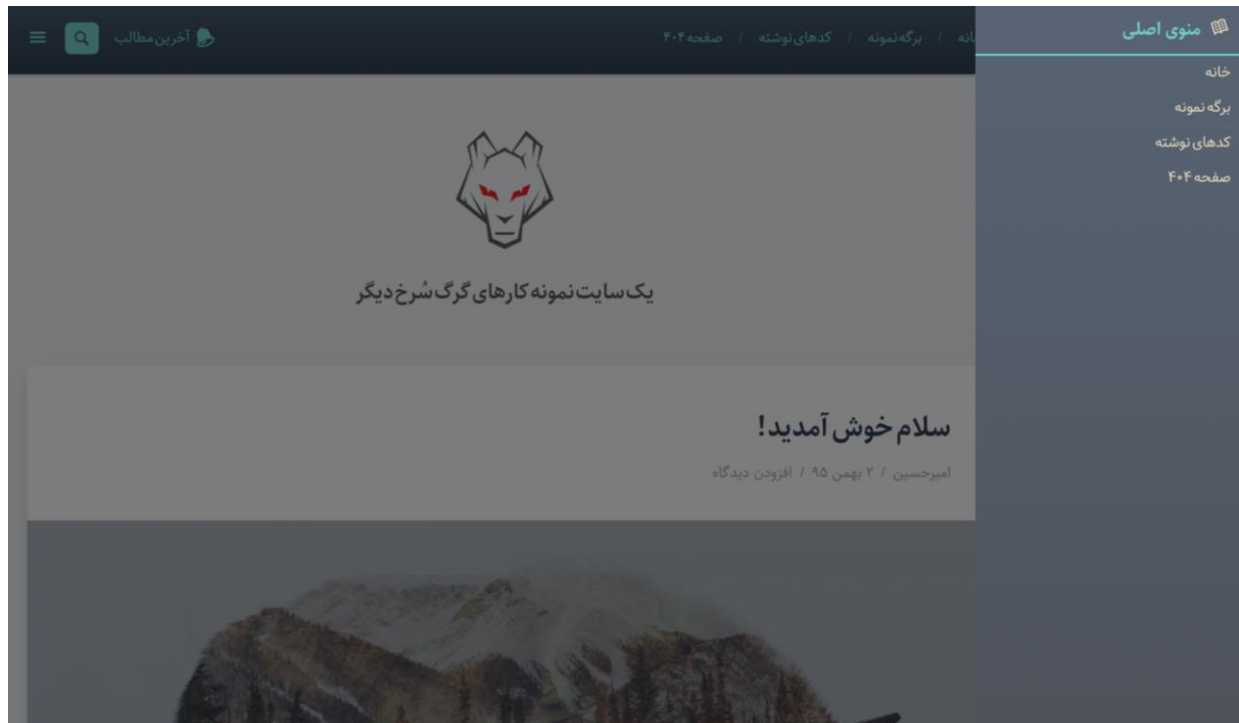 منوی اصلی
خانه
برگه نمونه
کدهای نوشته
صفحه ۴۰۴
برگه نمونه / کدهای نوشته / صفحه ۴۰۴
آخرین مطالب
یک سایت نمونه کارهای گرگ سُرخ دیگر
سلام خوش آمدید!
امیرحسین / ۲ بهمن ۹۵ / افزودن دیدگاه